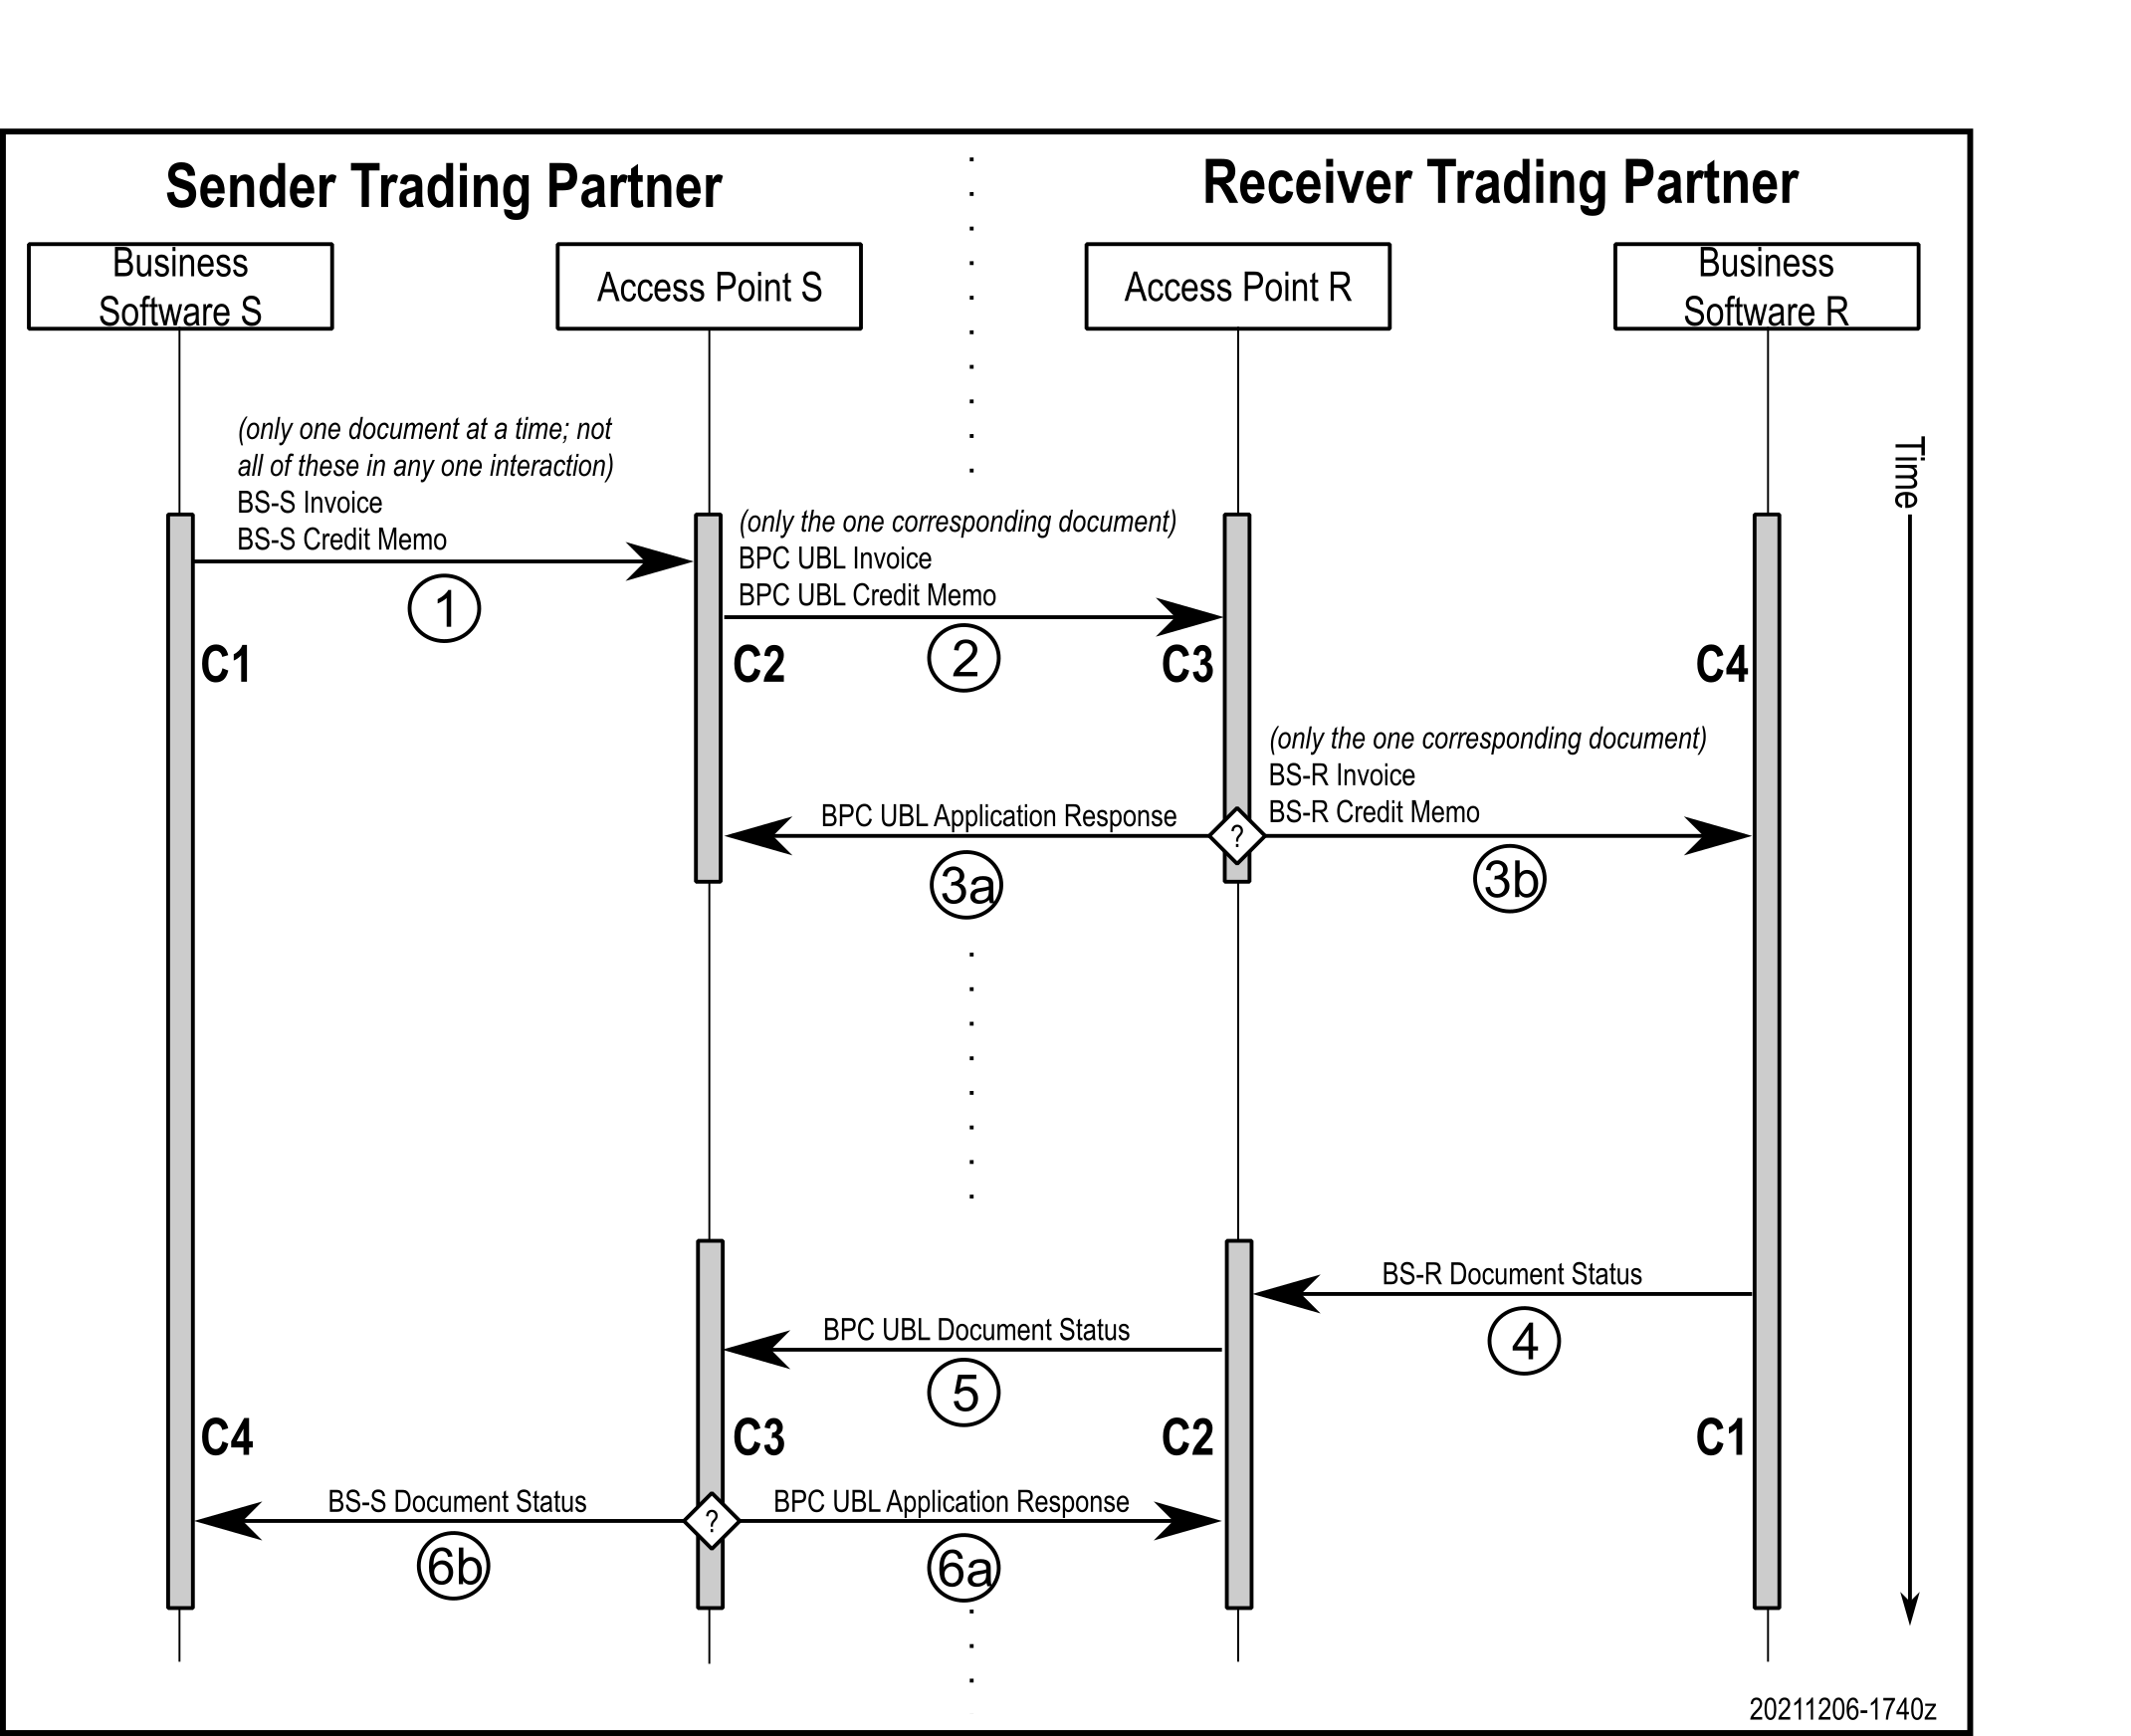 Sender Trading Partner
Receiver Trading Partner
Business
Software S
Access Point S
Access Point R
Business
Software R
Time
(only one document at a time; not
all of these in any one interaction)
BS-S Invoice
BS-S Credit Memo
1
(only the one corresponding document)
BPC UBL Invoice
BPC UBL Credit Memo
2
C1
C2
C3
C4
(only the one corresponding document)
BS-R Invoice
BS-R Credit Memo
BPC UBL Application Response
?
3a
3b
BS-R Document Status
4
BPC UBL Document Status
5
C4
C3
C2
C1
BS-S Document Status
?
BPC UBL Application Response
6b
6a
20211206-1740z